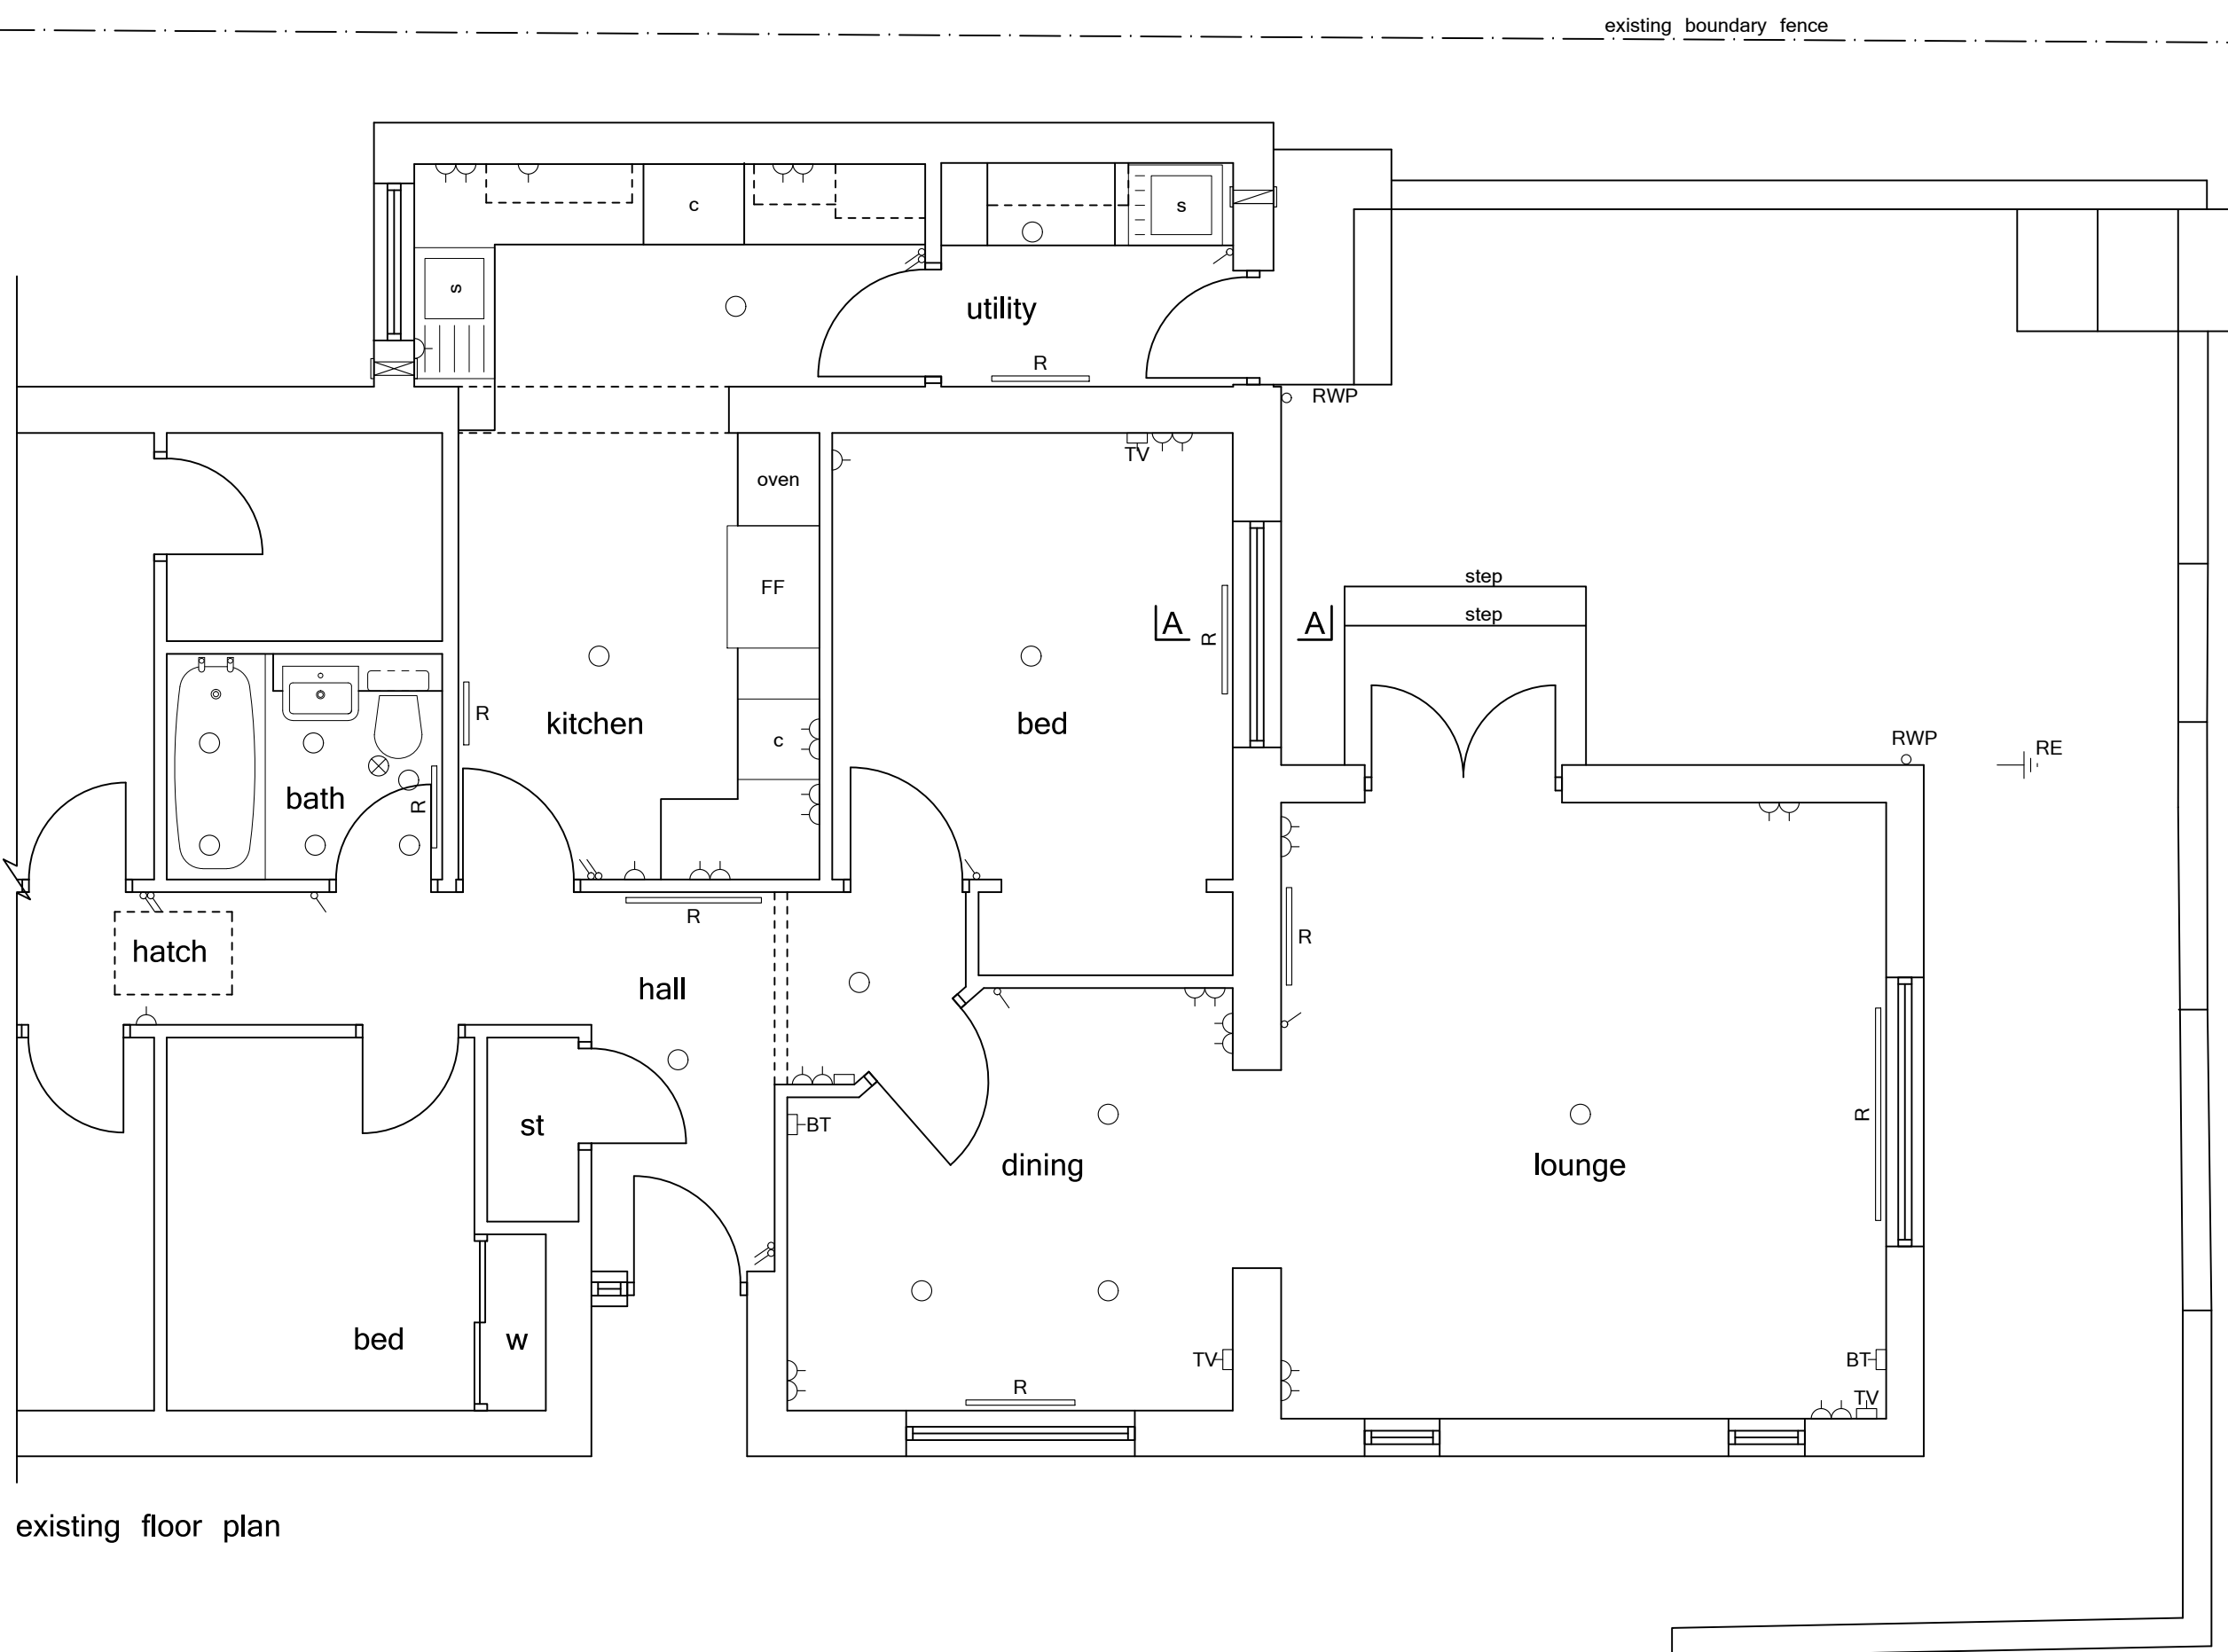 existing boundary fence
c
s
s
utility
R
RWP
TV
oven
step
FF
step
A
A
R
R
kitchen
bed
c
RWP
RE
bath
R
R
R
hatch
hall
BT
st
R
dining
lounge
bed
w
TV
BT
R
TV
existing floor plan